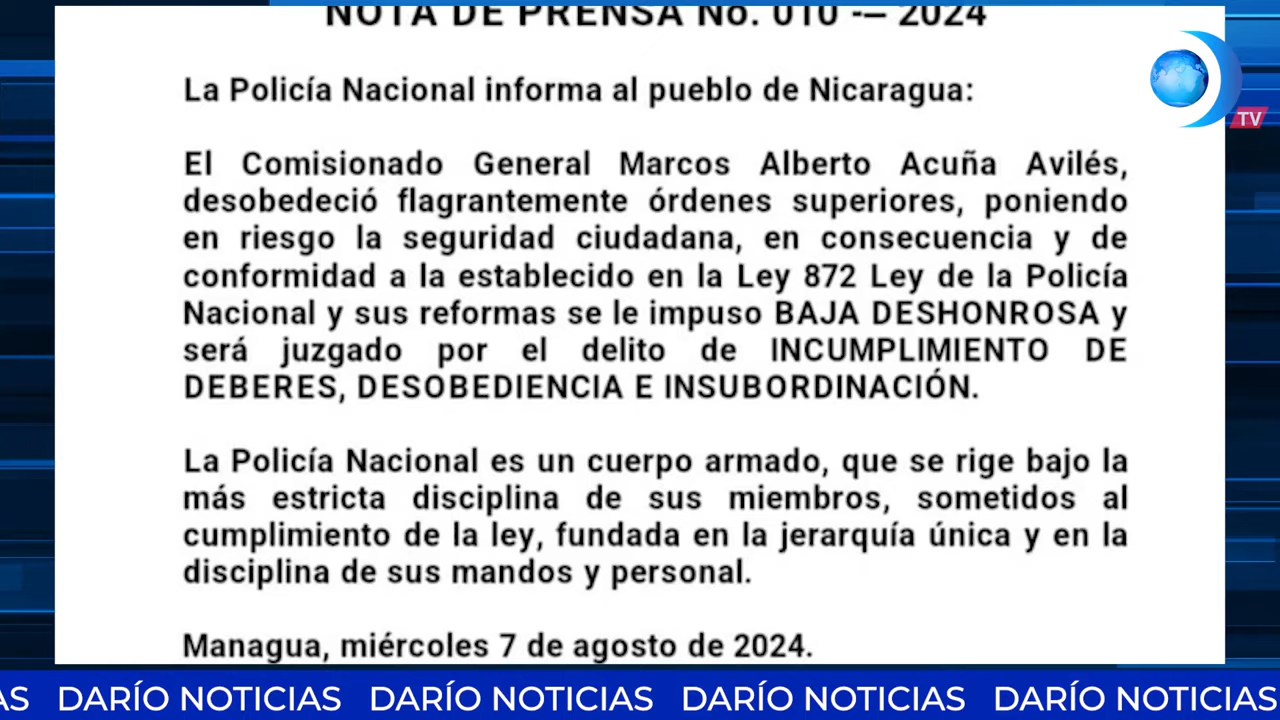 NOTA DE PRENSA No. 010 -– 2024
TV
La Policía Nacional informa al pueblo de Nicaragua:
El Comisionado General Marcos Alberto Acuña Avilés,
desobedeció flagrantemente órdenes superiores, poniendo
en riesgo la seguridad ciudadana, en consecuencia y de
conformidad a la establecido en la Ley 872 Ley de la Policía
Nacional y sus reformas se le impuso BAJA DESHONROSA y
será juzgado por el delito de INCUMPLIMIENTO DE
DEBERES, DESOBEDIENCIA E INSUBORDINACIÓN.
La Policía Nacional es un cuerpo armado, que se rige bajo la
más estricta disciplina de sus miembros, sometidos al
cumplimiento de la ley, fundada en la jerarquía única y en la
disciplina de sus mandos y personal.
Managua, miércoles 7 de agosto de 2024.
AS DARÍO NOTICIAS DARÍO NOTICIAS DARÍO NOTICIAS DARÍO NOTICIAS